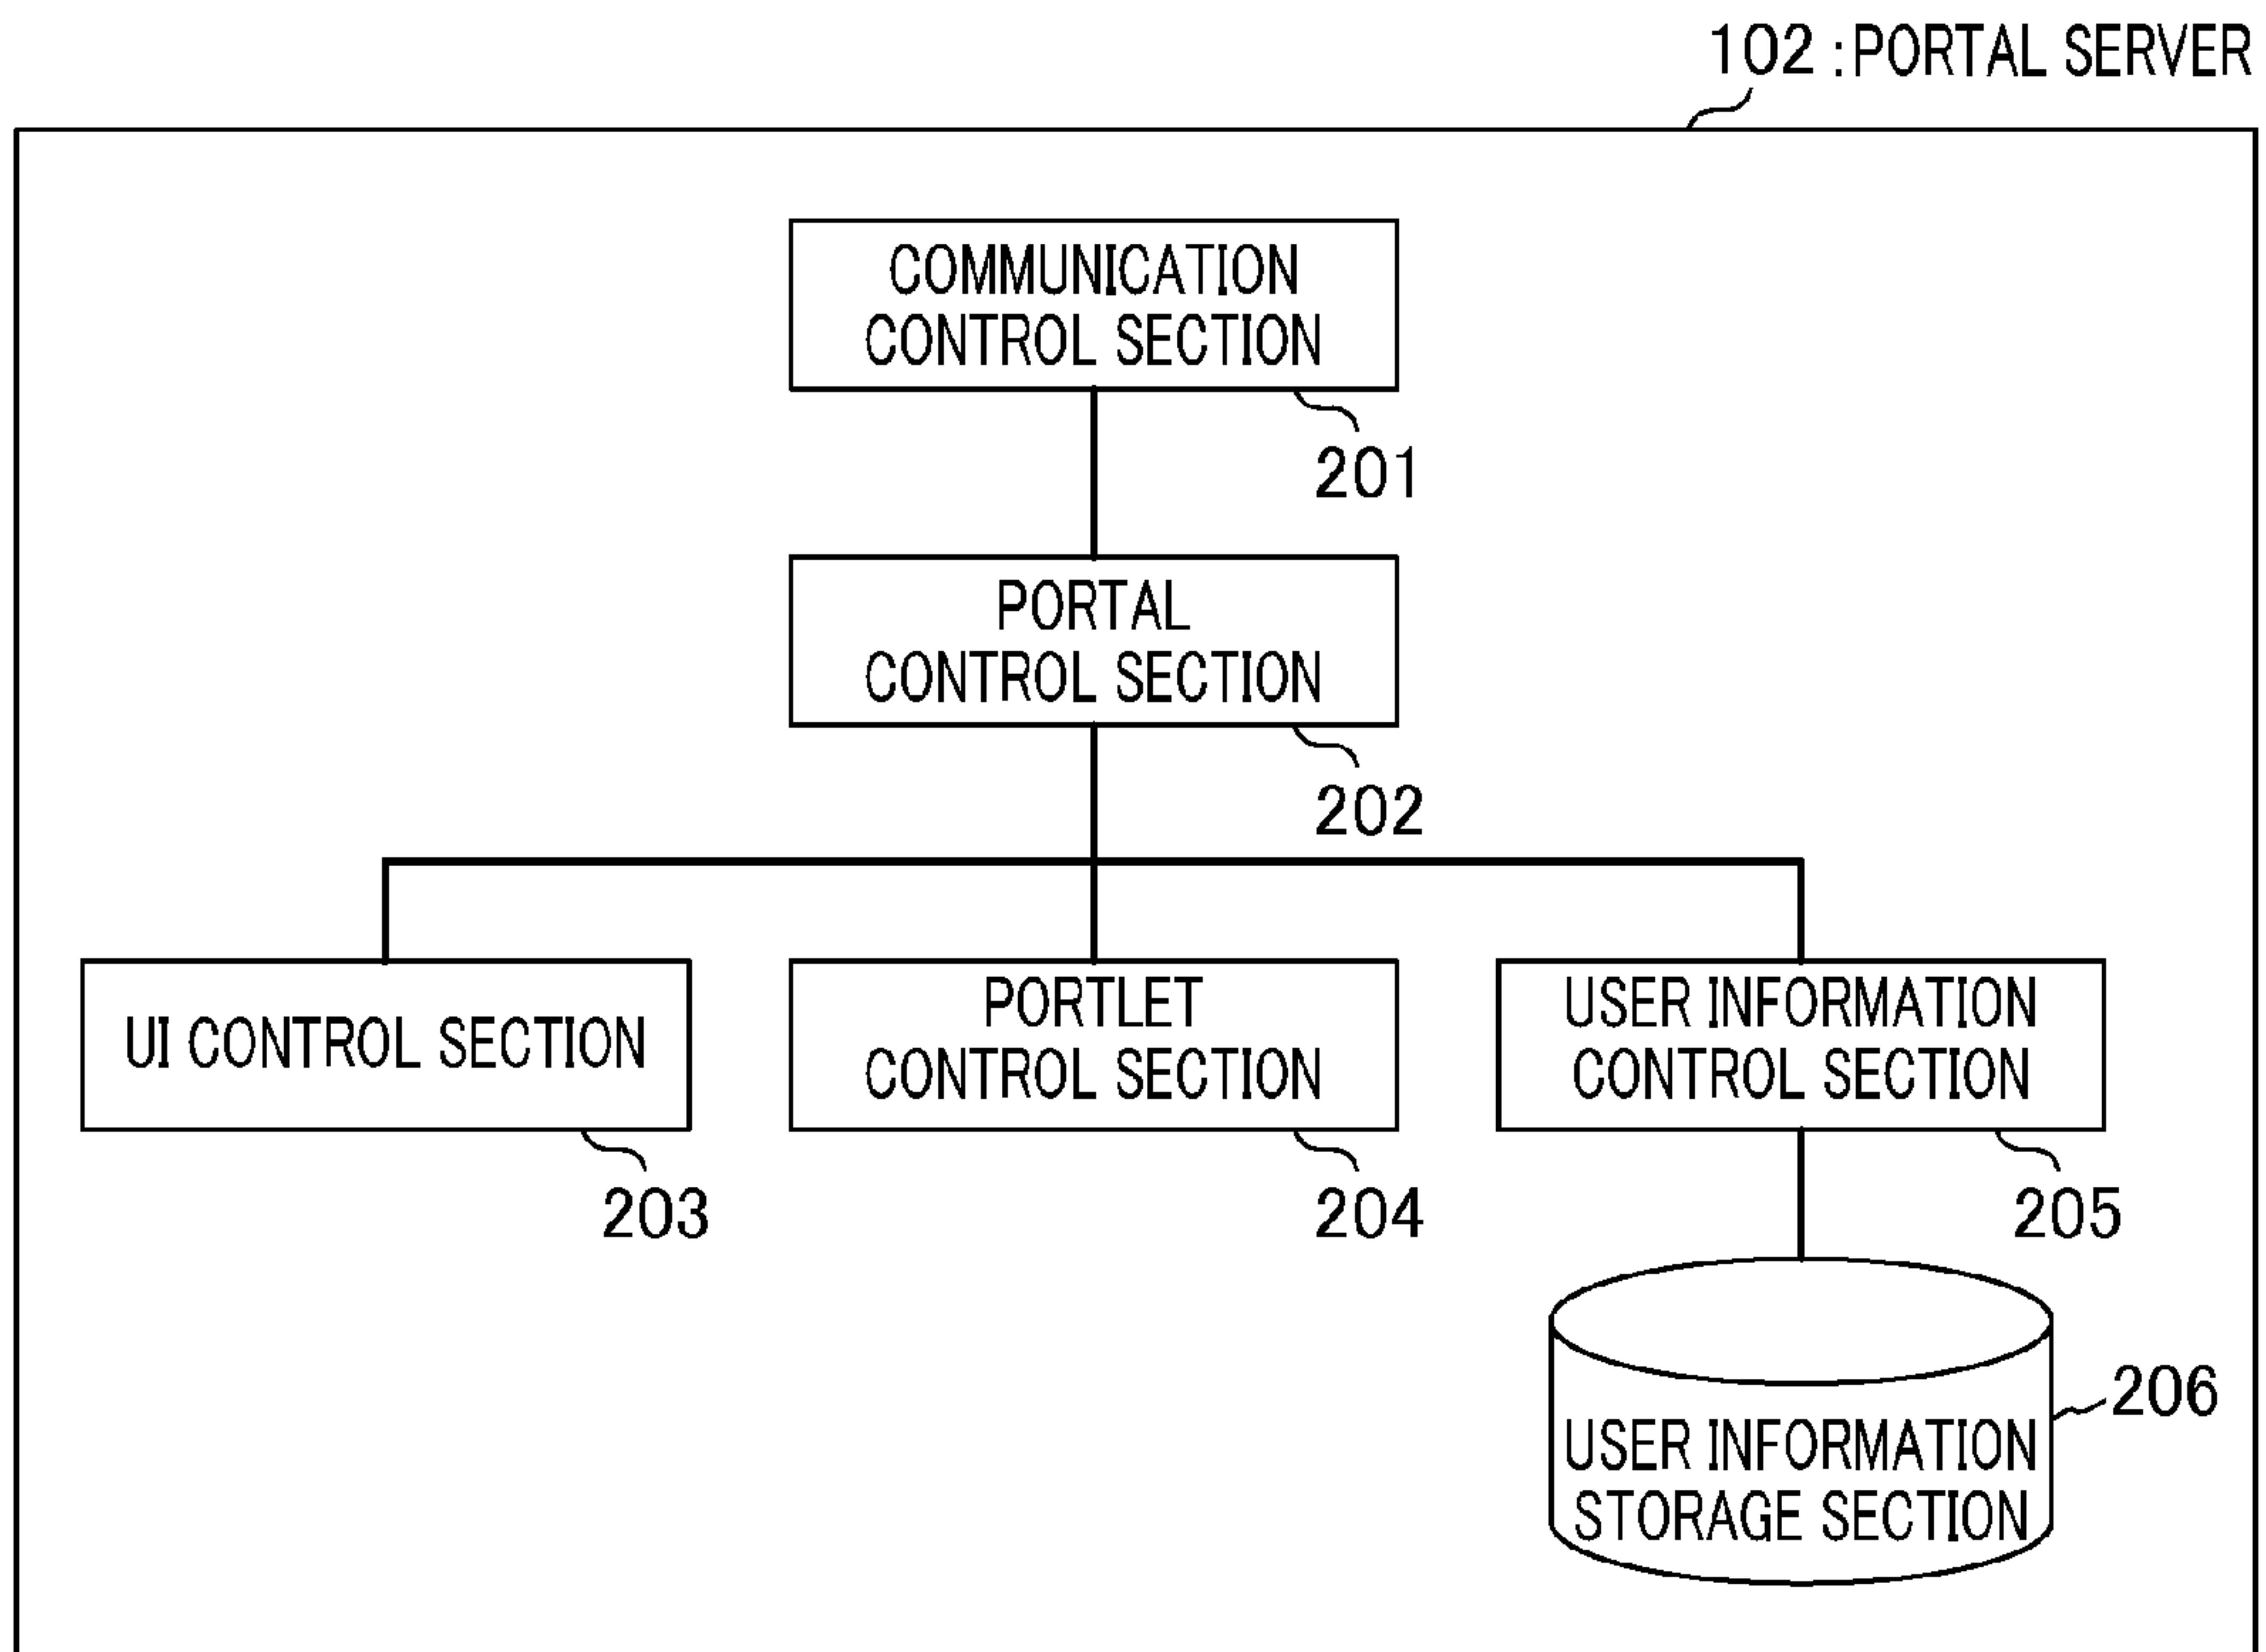 102 : PORTAL SERVER
COMMUNICATION
CONTROL SECTION
201
PORTAL
CONTROL SECTION
202
UI CONTROL SECTION
203
PORTLET
CONTROL SECTION
204
USER INFORMATION
CONTROL SECTION
205
206
USER INFORMATION
STORAGE SECTION